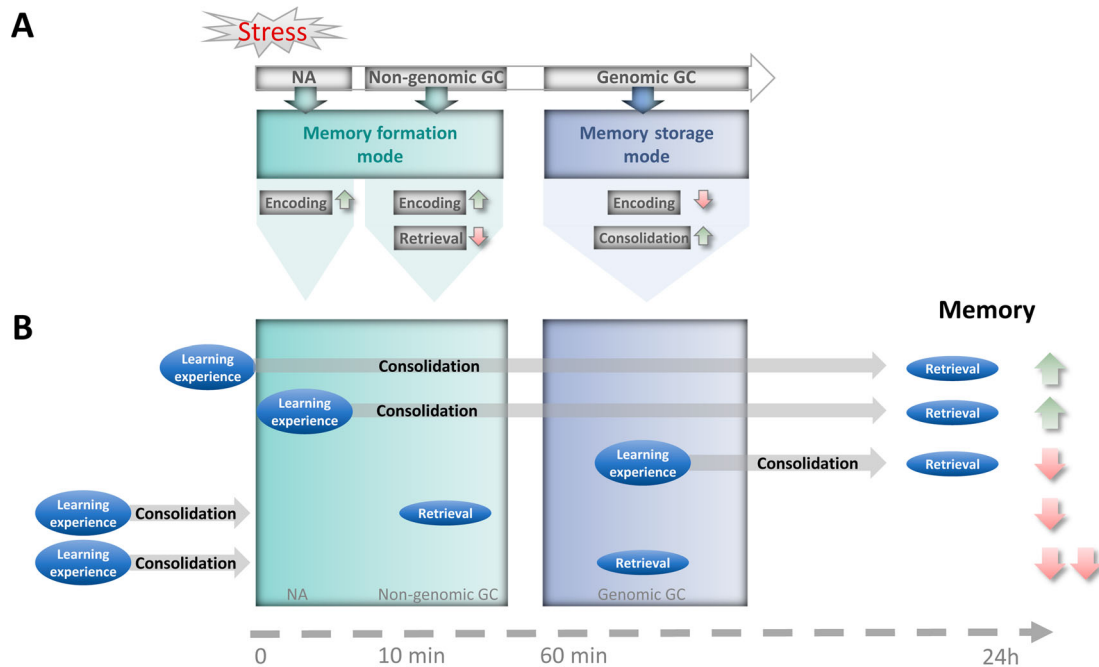 A
Stress
NA
Non-genomic GC
Genomic GC
Memory formation
mode
Memory storage
mode
Encoding
Encoding
Encoding
Retrieval
Consolidation
B
Memory
Learning
experience
Consolidation
Retrieval
Learning
experience
Consolidation
Retrieval
Learning
experience
Consolidation
Retrieval
Learning
experience
Consolidation
Retrieval
Learning
experience
Consolidation
Retrieval
NA
Non-genomic GC
Genomic GC
0
10 min
60 min
24h